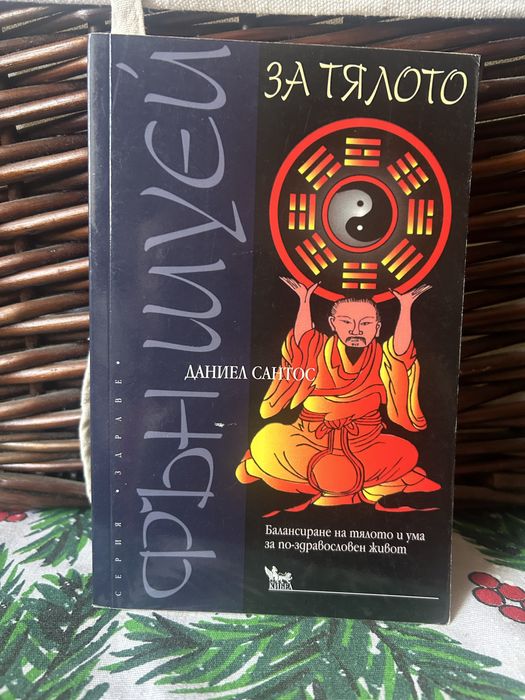 ФЪН ШУЕЙ
ЗА ТЯЛОТО
ДАНИЕЛ САНТОС
СЕРИЯ • ЗДРАВЕ •
Балансиране на тялото и ума
за по-здравословен живот
КИБЕА